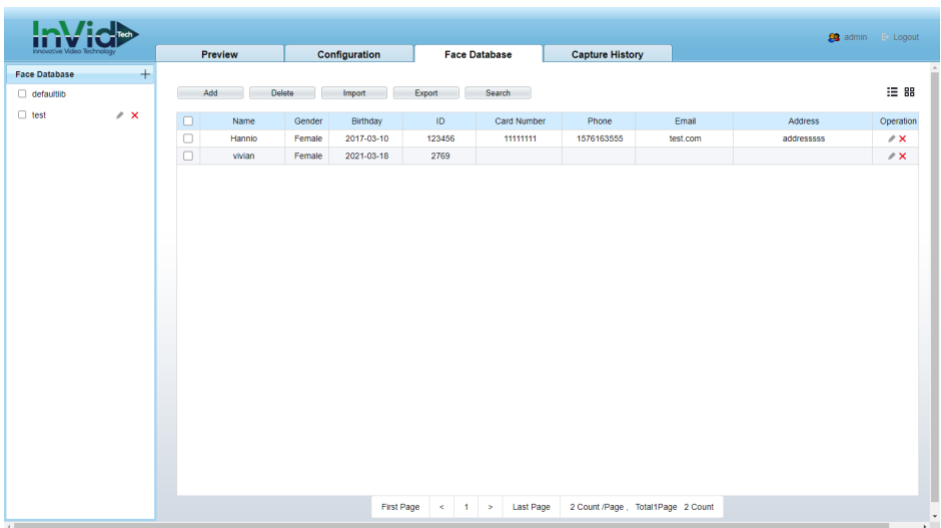 InVid Tech
Innovative Video Technology
admin Logout
Preview Configuration Face Database Capture History
Face Database
defaultlib
test
Add Delete Import Export Search
Name Gender Birthday ID Card Number Phone Email Address Operation
Hannio Female 2017-03-10 123456 11111111 1576163555 test.com addresssss
vivian Female 2021-03-18 2769
First Page < 1 > Last Page 2 Count /Page , Total1Page 2 Count